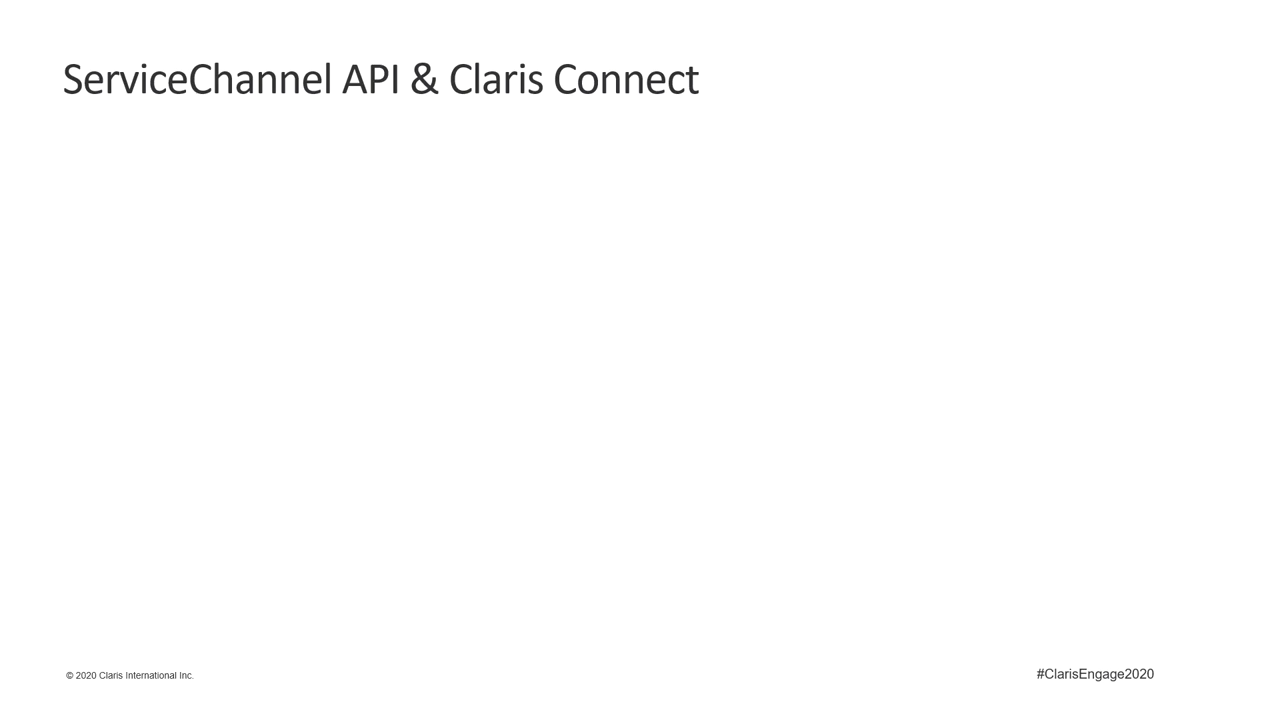 ServiceChannel API & Claris Connect
© 2020 Claris International Inc.
#ClarisEngage2020